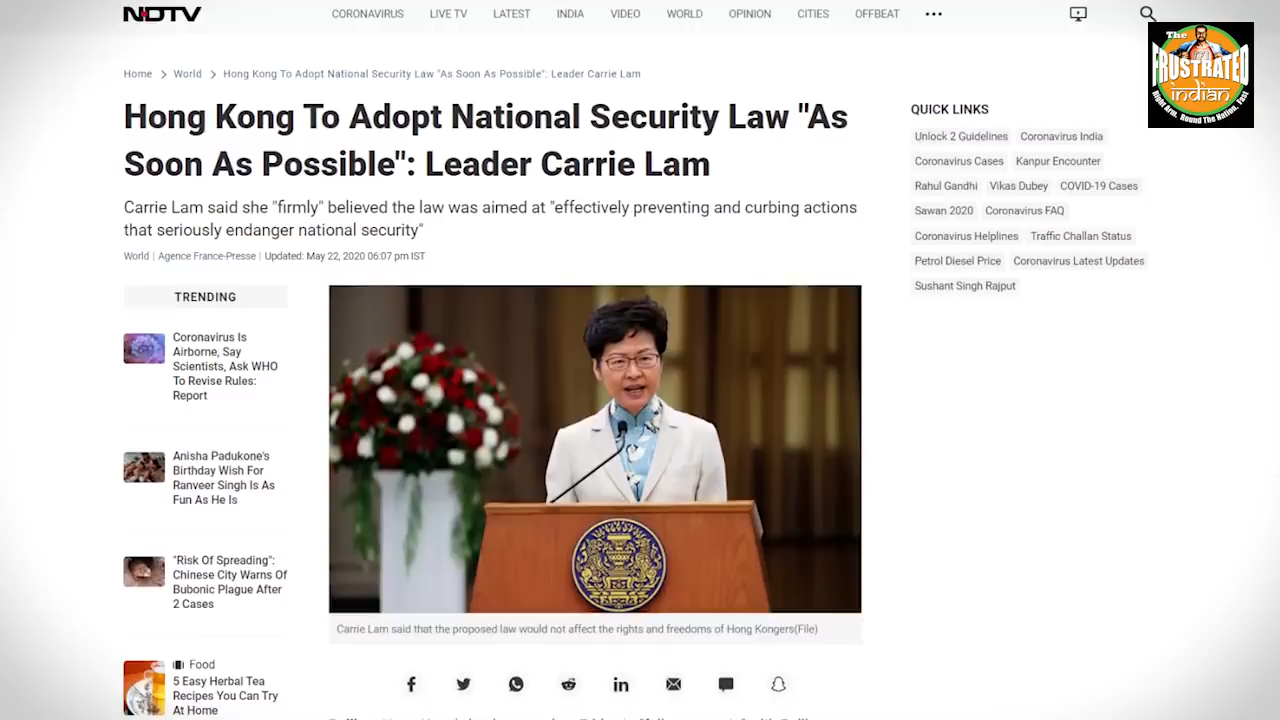 NDTV
CORONAVIRUS LIVE TV LATEST INDIA VIDEO WORLD OPINION CITIES OFFBEAT
The
FRUSTRATED
indian
Right Arm, Round The Nation, Fast
Home > World > Hong Kong To Adopt National Security Law "As Soon As Possible": Leader Carrie Lam
Hong Kong To Adopt National Security Law "As
Soon As Possible": Leader Carrie Lam
Carrie Lam said she "firmly" believed the law was aimed at "effectively preventing and curbing actions
that seriously endanger national security"
World | Agence France-Presse | Updated: May 22, 2020 06:07 pm IST
TRENDING
Coronavirus Is
Airborne, Say
Scientists, Ask WHO
To Revise Rules:
Report
Anisha Padukone's
Birthday Wish For
Ranveer Singh Is As
Fun As He Is
"Risk Of Spreading":
Chinese City Warns Of
Bubonic Plague After
2 Cases
Food
5 Easy Herbal Tea
Recipes You Can Try
At Home
Carrie Lam said that the proposed law would not affect the rights and freedoms of Hong Kongers(File)
QUICK LINKS
Unlock 2 Guidelines Coronavirus India
Coronavirus Cases Kanpur Encounter
Rahul Gandhi Vikas Dubey COVID-19 Cases
Sawan 2020 Coronavirus FAQ
Coronavirus Helplines Traffic Challan Status
Petrol Diesel Price Coronavirus Latest Updates
Sushant Singh Rajput